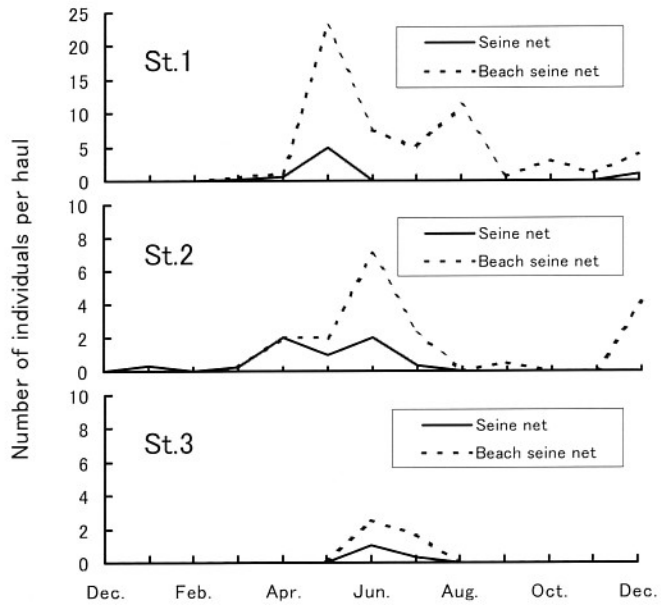 Number of individuals per haul
25
20
15
10
5
0
St.1
Seine net
Beach seine net
10
8
6
4
2
0
St.2
Seine net
Beach seine net
10
8
6
4
2
0
St.3
Seine net
Beach seine net
Dec. Feb. Apr. Jun. Aug. Oct. Dec.